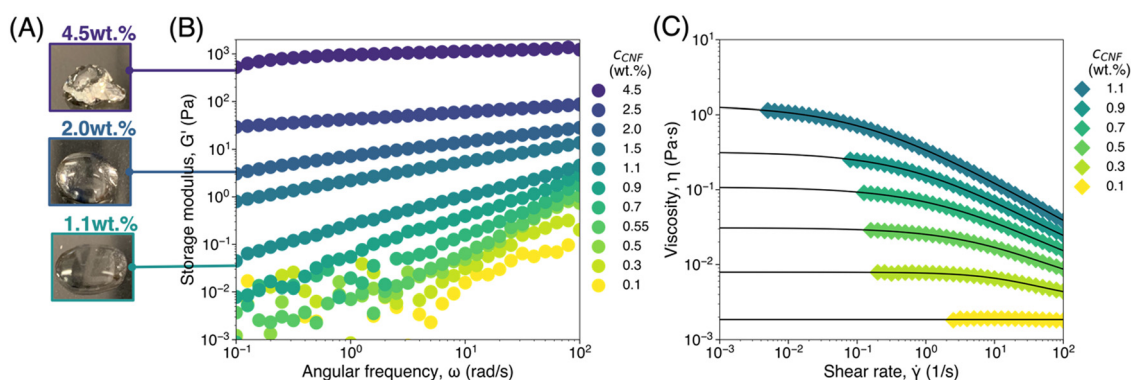 (A)
4.5wt.%
2.0wt.%
1.1wt.%
(B)
10³
10²
10¹
10⁰
10⁻¹
10⁻²
10⁻³
Storage modulus, G' (Pa)
10⁻¹
10⁰
10¹
10²
Angular frequency, ω (rad/s)
cCNF
(wt.%)
4.5
2.5
2.0
1.5
1.1
0.9
0.7
0.55
0.5
0.3
0.1
(C)
10¹
10⁰
10⁻¹
10⁻²
10⁻³
Viscosity, η (Pa·s)
10⁻³
10⁻²
10⁻¹
10⁰
10¹
10²
Shear rate, γ̇ (1/s)
cCNF
(wt.%)
1.1
0.9
0.7
0.5
0.3
0.1